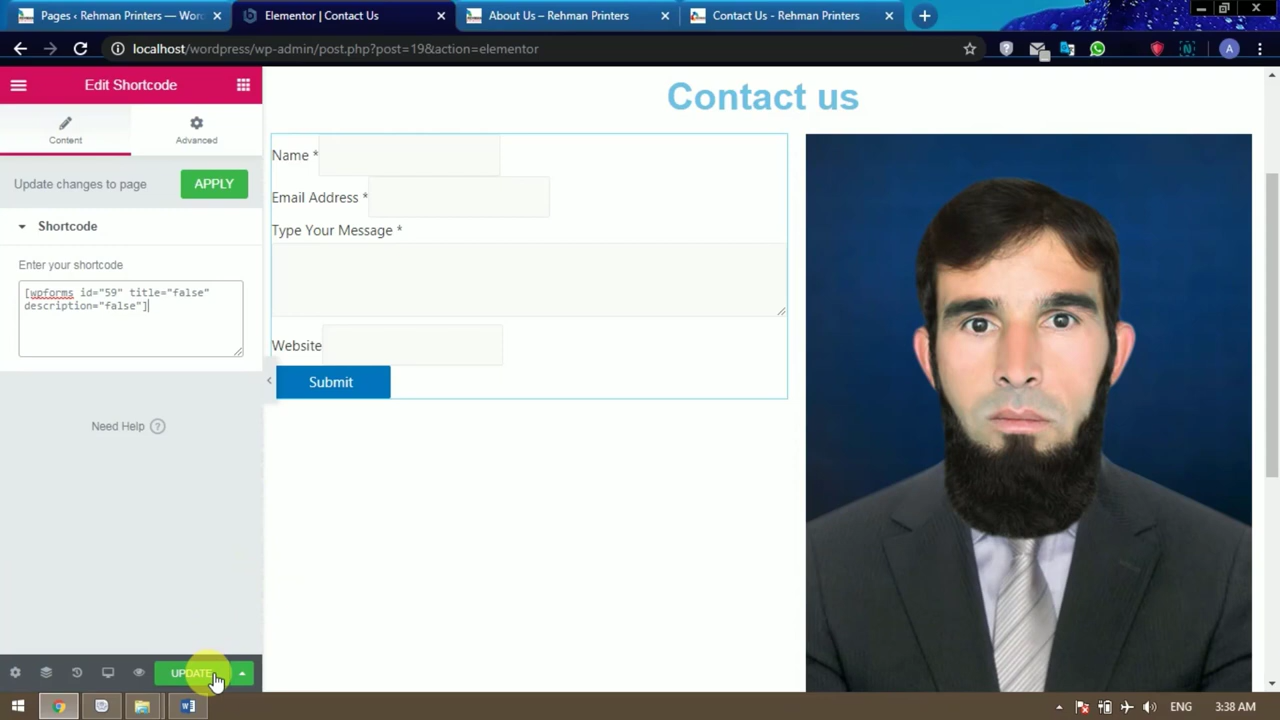 Pages ‹ Rehman Printers — Word
Elementor | Contact Us
About Us – Rehman Printers
Contact Us - Rehman Printers
localhost/wordpress/wp-admin/post.php?post=19&action=elementor
A
Edit Shortcode
Content
Advanced
Update changes to page
APPLY
Shortcode
Enter your shortcode
[wpforms id="59" title="false"
description="false"]
Need Help
UPDATE
Contact us
Name *
Email Address *
Type Your Message *
Website
Submit
ENG
3:38 AM